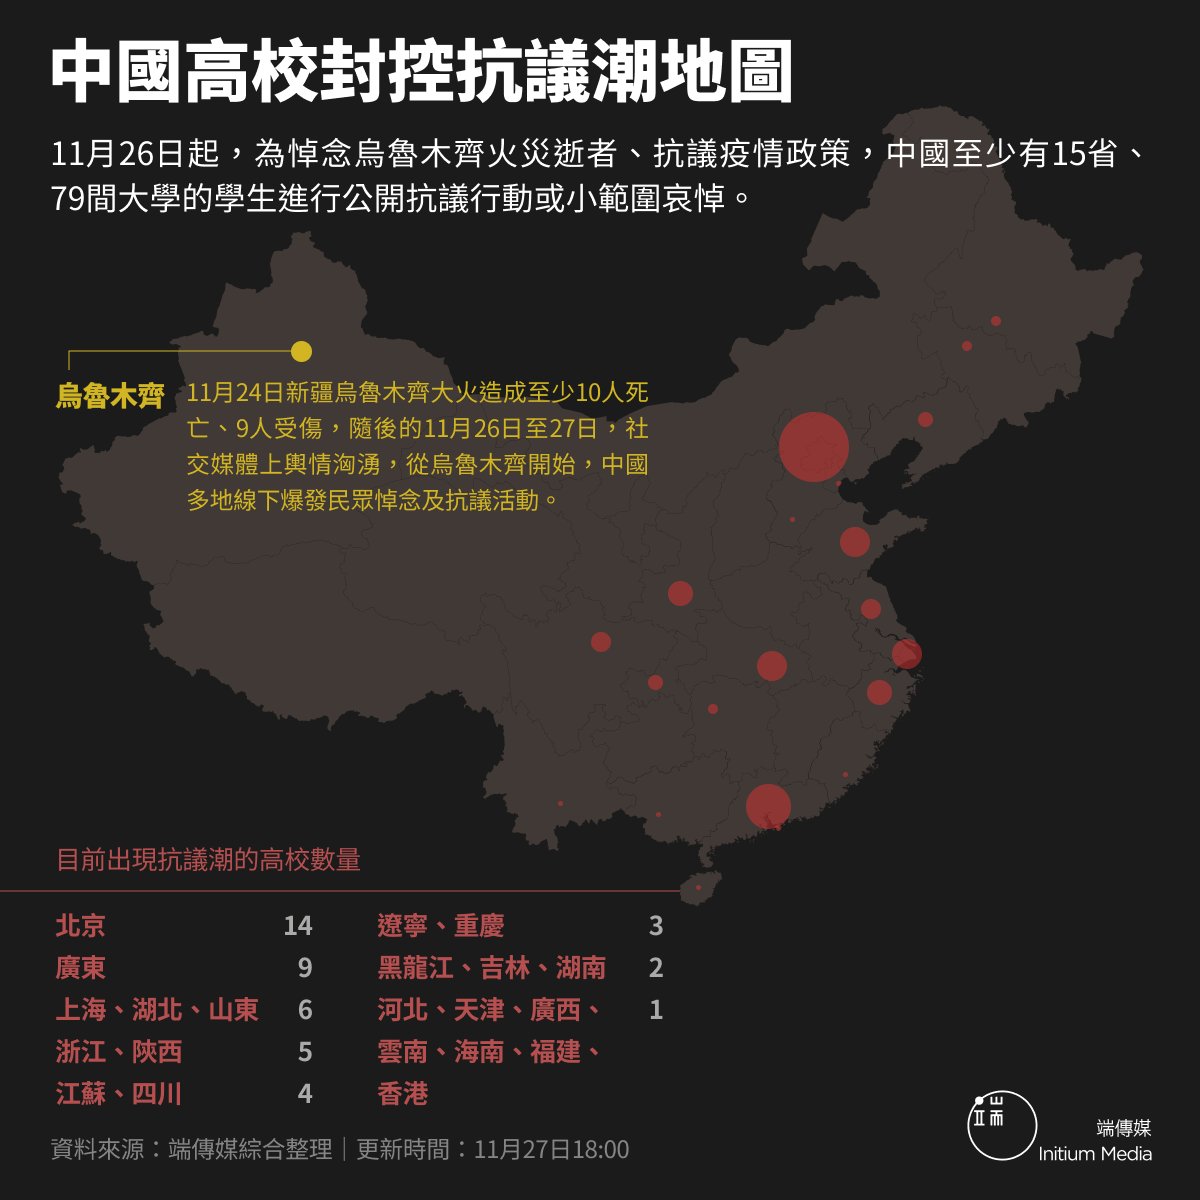 中國高校封控抗議潮地圖
11月26日起，為悼念烏魯木齊火災逝者、抗議疫情政策，中國至少有15省、
79間大學的學生進行公開抗議行動或小範圍哀悼。
烏魯木齊
11月24日新疆烏魯木齊大火造成至少10人死
亡、9人受傷，隨後的11月26日至27日，社
交媒體上輿情洶湧，從烏魯木齊開始，中國
多地線下爆發民眾悼念及抗議活動。
目前出現抗議潮的高校數量
北京 14
廣東 9
上海、湖北、山東 6
浙江、陝西 5
江蘇、四川 4
遼寧、重慶 3
黑龍江、吉林、湖南 2
河北、天津、廣西、 1
雲南、海南、福建、
香港
資料來源：端傳媒綜合整理｜更新時間：11月27日18:00
端
端傳媒
Initium Media